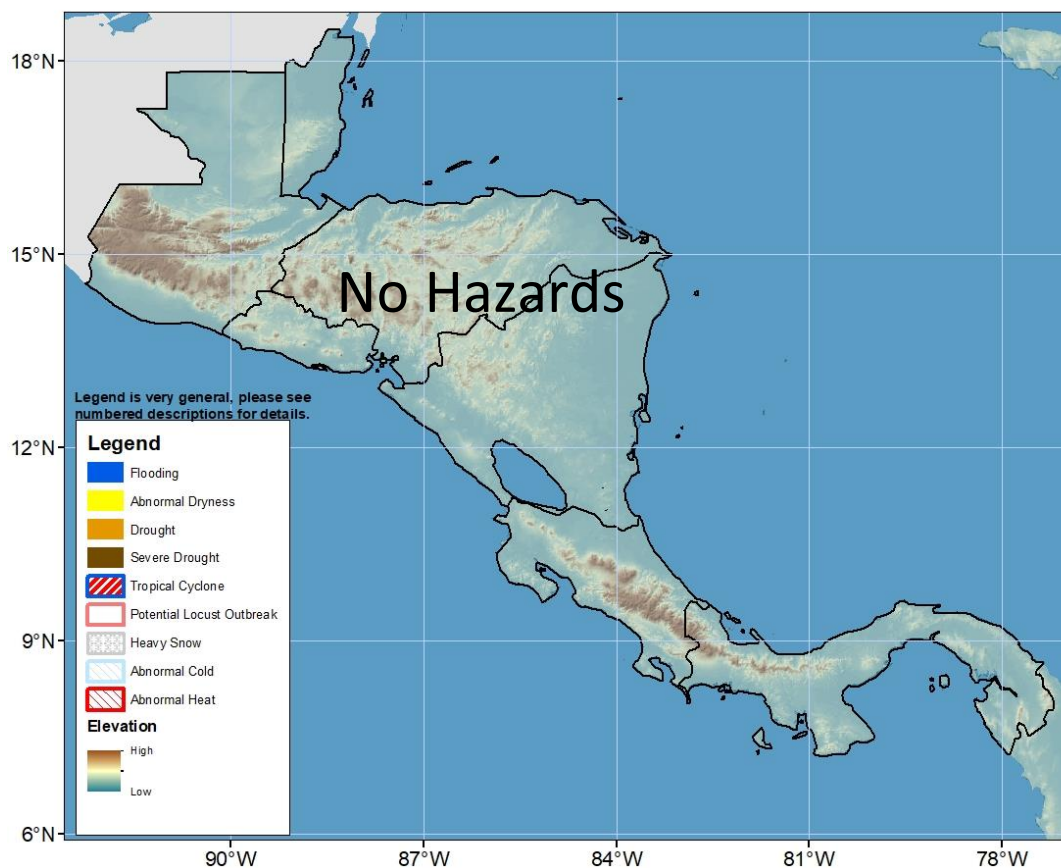 18°N
15°N
No Hazards
Legend is very general, please see
numbered descriptions for details.
12°N
Legend
Flooding
Abnormal Dryness
Drought
Severe Drought
Tropical Cyclone
Potential Locust Outbreak
Heavy Snow
Abnormal Cold
Abnormal Heat
Elevation
High
Low
9°N
6°N
90°W 87°W 84°W 81°W 78°W